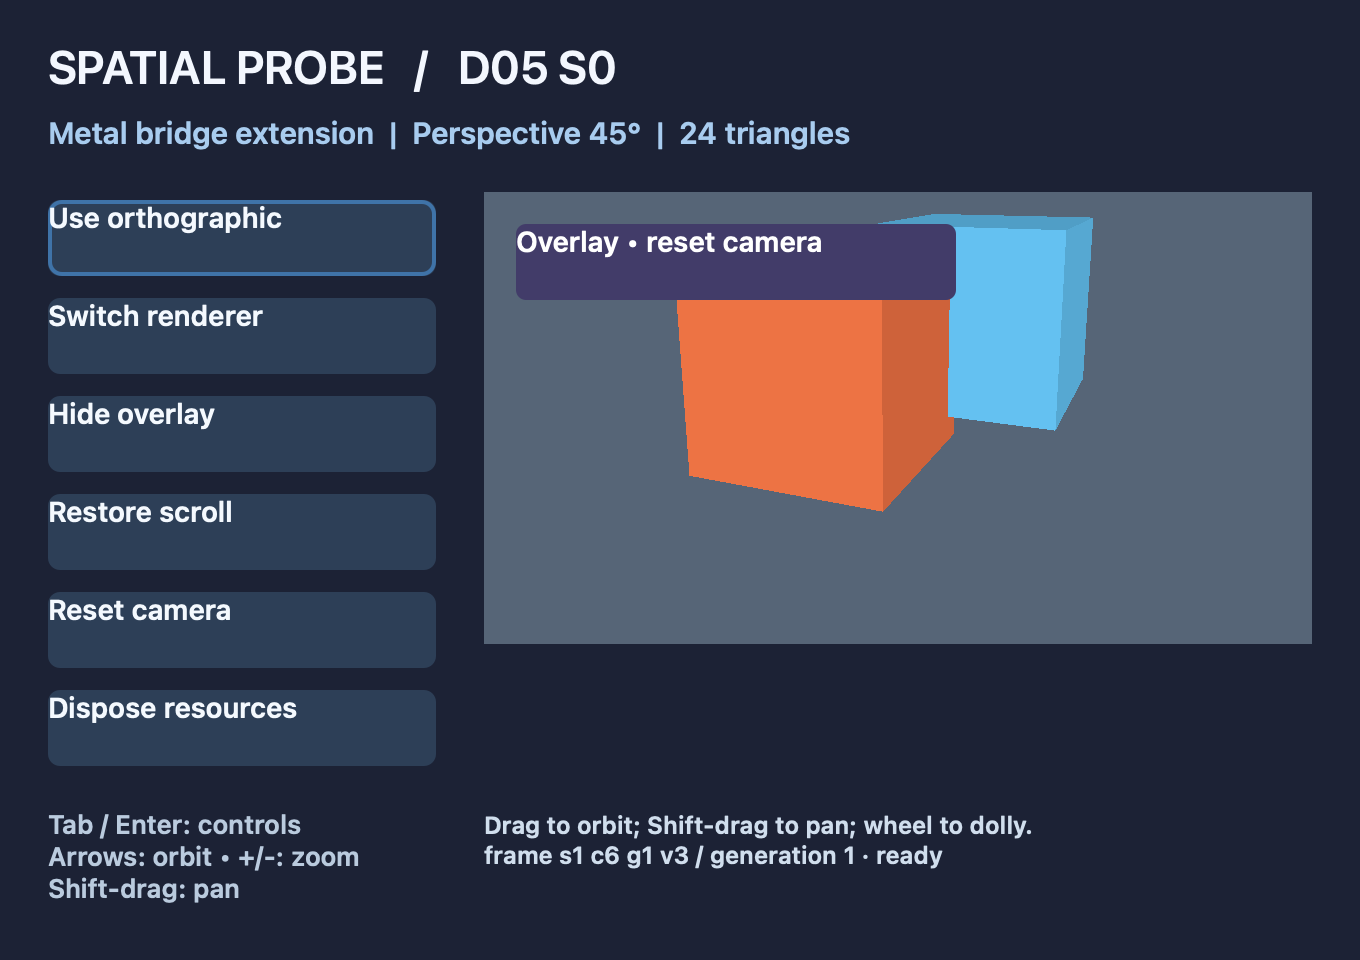 SPATIAL PROBE / D05 S0
Metal bridge extension | Perspective 45° | 24 triangles
Use orthographic
Switch renderer
Hide overlay
Restore scroll
Reset camera
Dispose resources
Overlay • reset camera
Tab / Enter: controls
Arrows: orbit • +/-: zoom
Shift-drag: pan
Drag to orbit; Shift-drag to pan; wheel to dolly.
frame s1 c6 g1 v3 / generation 1 · ready